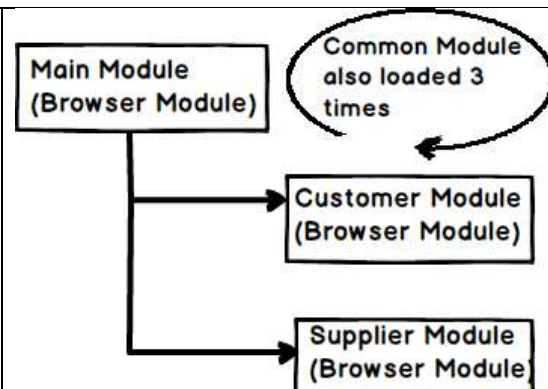 Main Module
(Browser Module)
Common Module
also loaded 3
times
Customer Module
(Browser Module)
Supplier Module
(Browser Module)